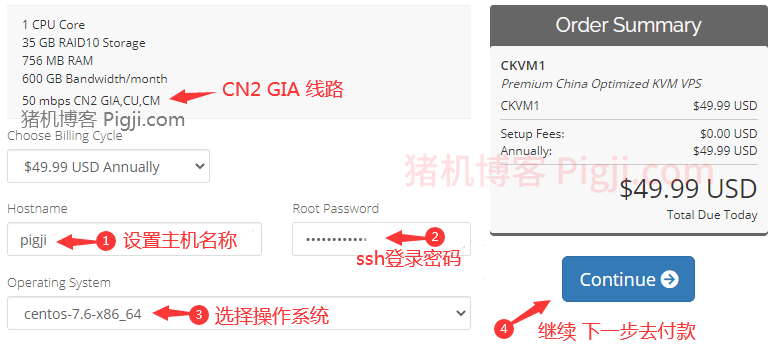 1 CPU Core
35 GB RAID10 Storage
756 MB RAM
600 GB Bandwidth/month
50 mbps CN2 GIA,CU,CM
CN2 GIA 线路
猪机博客 Pigji.com
Choose Billing Cycle
$49.99 USD Annually
Hostname
Root Password
pigji
1 设置主机名称
••••••••••••
2
ssh登录密码
Operating System
centos-7.6-x86_64
3 选择操作系统
Order Summary
CKVM1
Premium China Optimized KVM VPS
CKVM1 $49.99 USD
Setup Fees: $0.00 USD
Annually: $49.99 USD
猪机博客 Pigji.com
$49.99 USD
Total Due Today
Continue
4 继续 下一步去付款